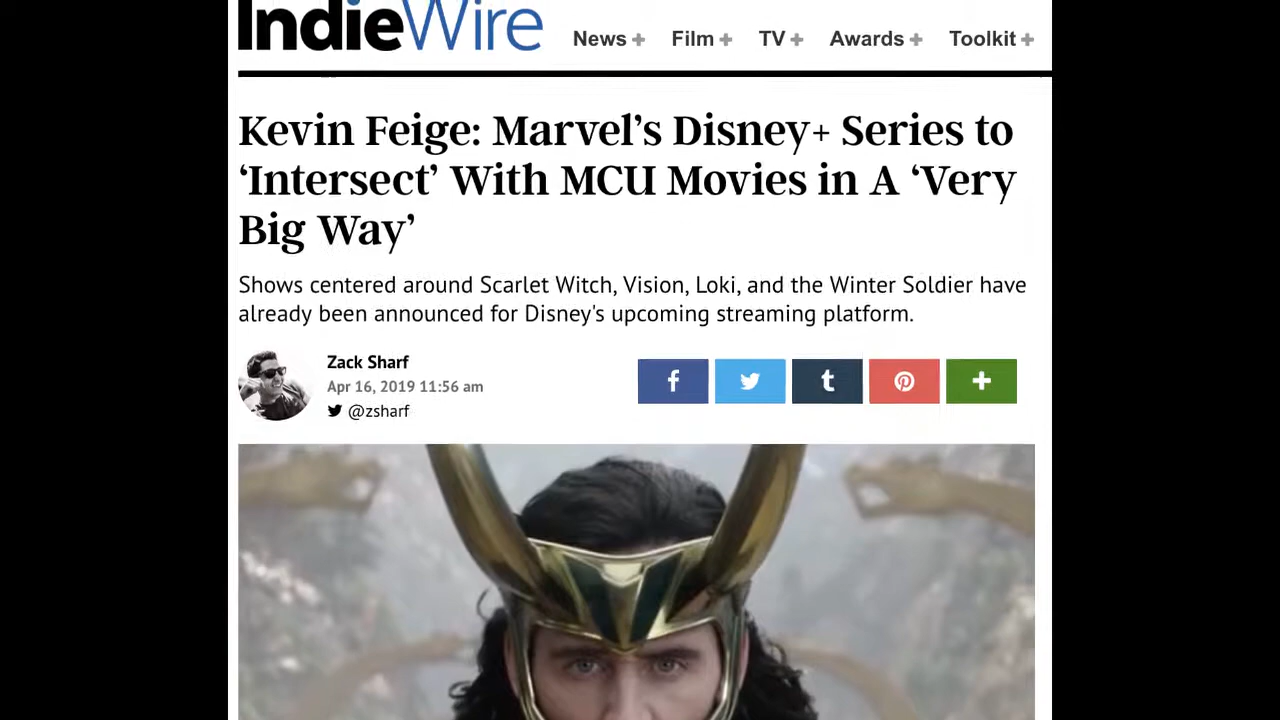 IndieWire
News + Film + TV + Awards + Toolkit +
Kevin Feige: Marvel’s Disney+ Series to
‘Intersect’ With MCU Movies in A ‘Very
Big Way’
Shows centered around Scarlet Witch, Vision, Loki, and the Winter Soldier have
already been announced for Disney's upcoming streaming platform.
Zack Sharf
Apr 16, 2019 11:56 am
@zsharf